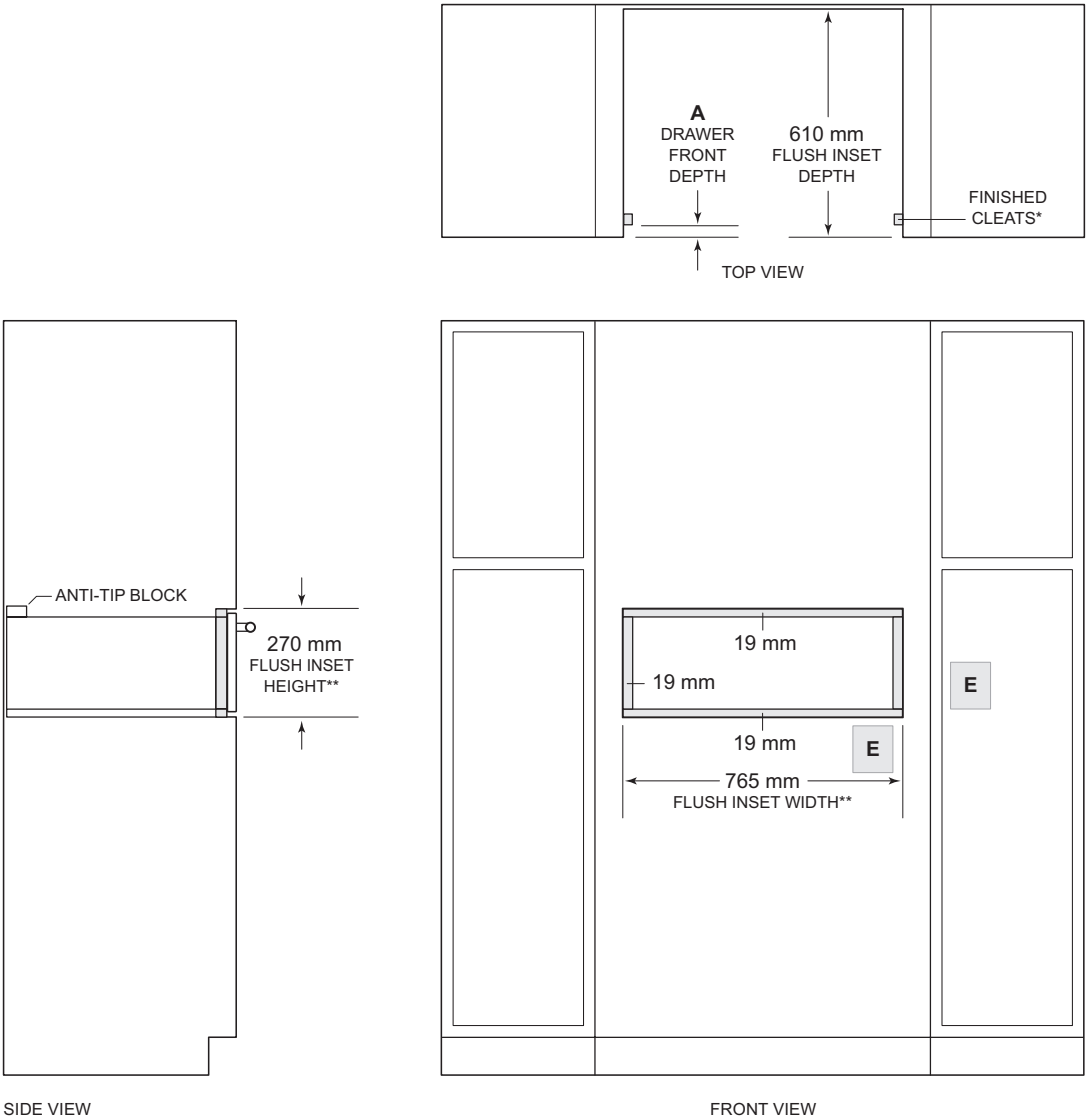 A
DRAWER
FRONT
DEPTH
610 mm
FLUSH INSET
DEPTH
FINISHED
CLEATS*
TOP VIEW
ANTI-TIP BLOCK
270 mm
FLUSH INSET
HEIGHT**
19 mm
19 mm
E
19 mm
E
765 mm
FLUSH INSET WIDTH**
SIDE VIEW
FRONT VIEW